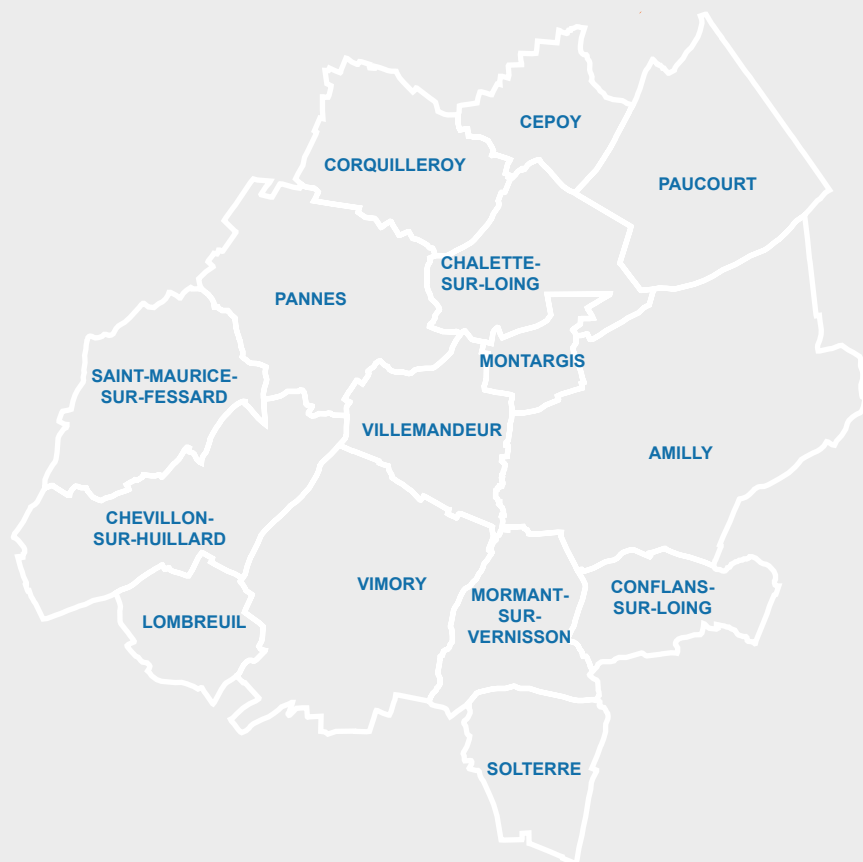 CEPOY
CORQUILLEROY
PAUCOURT
CHALETTE-
SUR-LOING
PANNES
MONTARGIS
SAINT-MAURICE-
SUR-FESSARD
VILLEMANDEUR
AMILLY
CHEVILLON-
SUR-HUILLARD
VIMORY
MORMANT-
SUR-
VERNISSON
CONFLANS-
SUR-LOING
LOMBREUIL
SOLTERRE